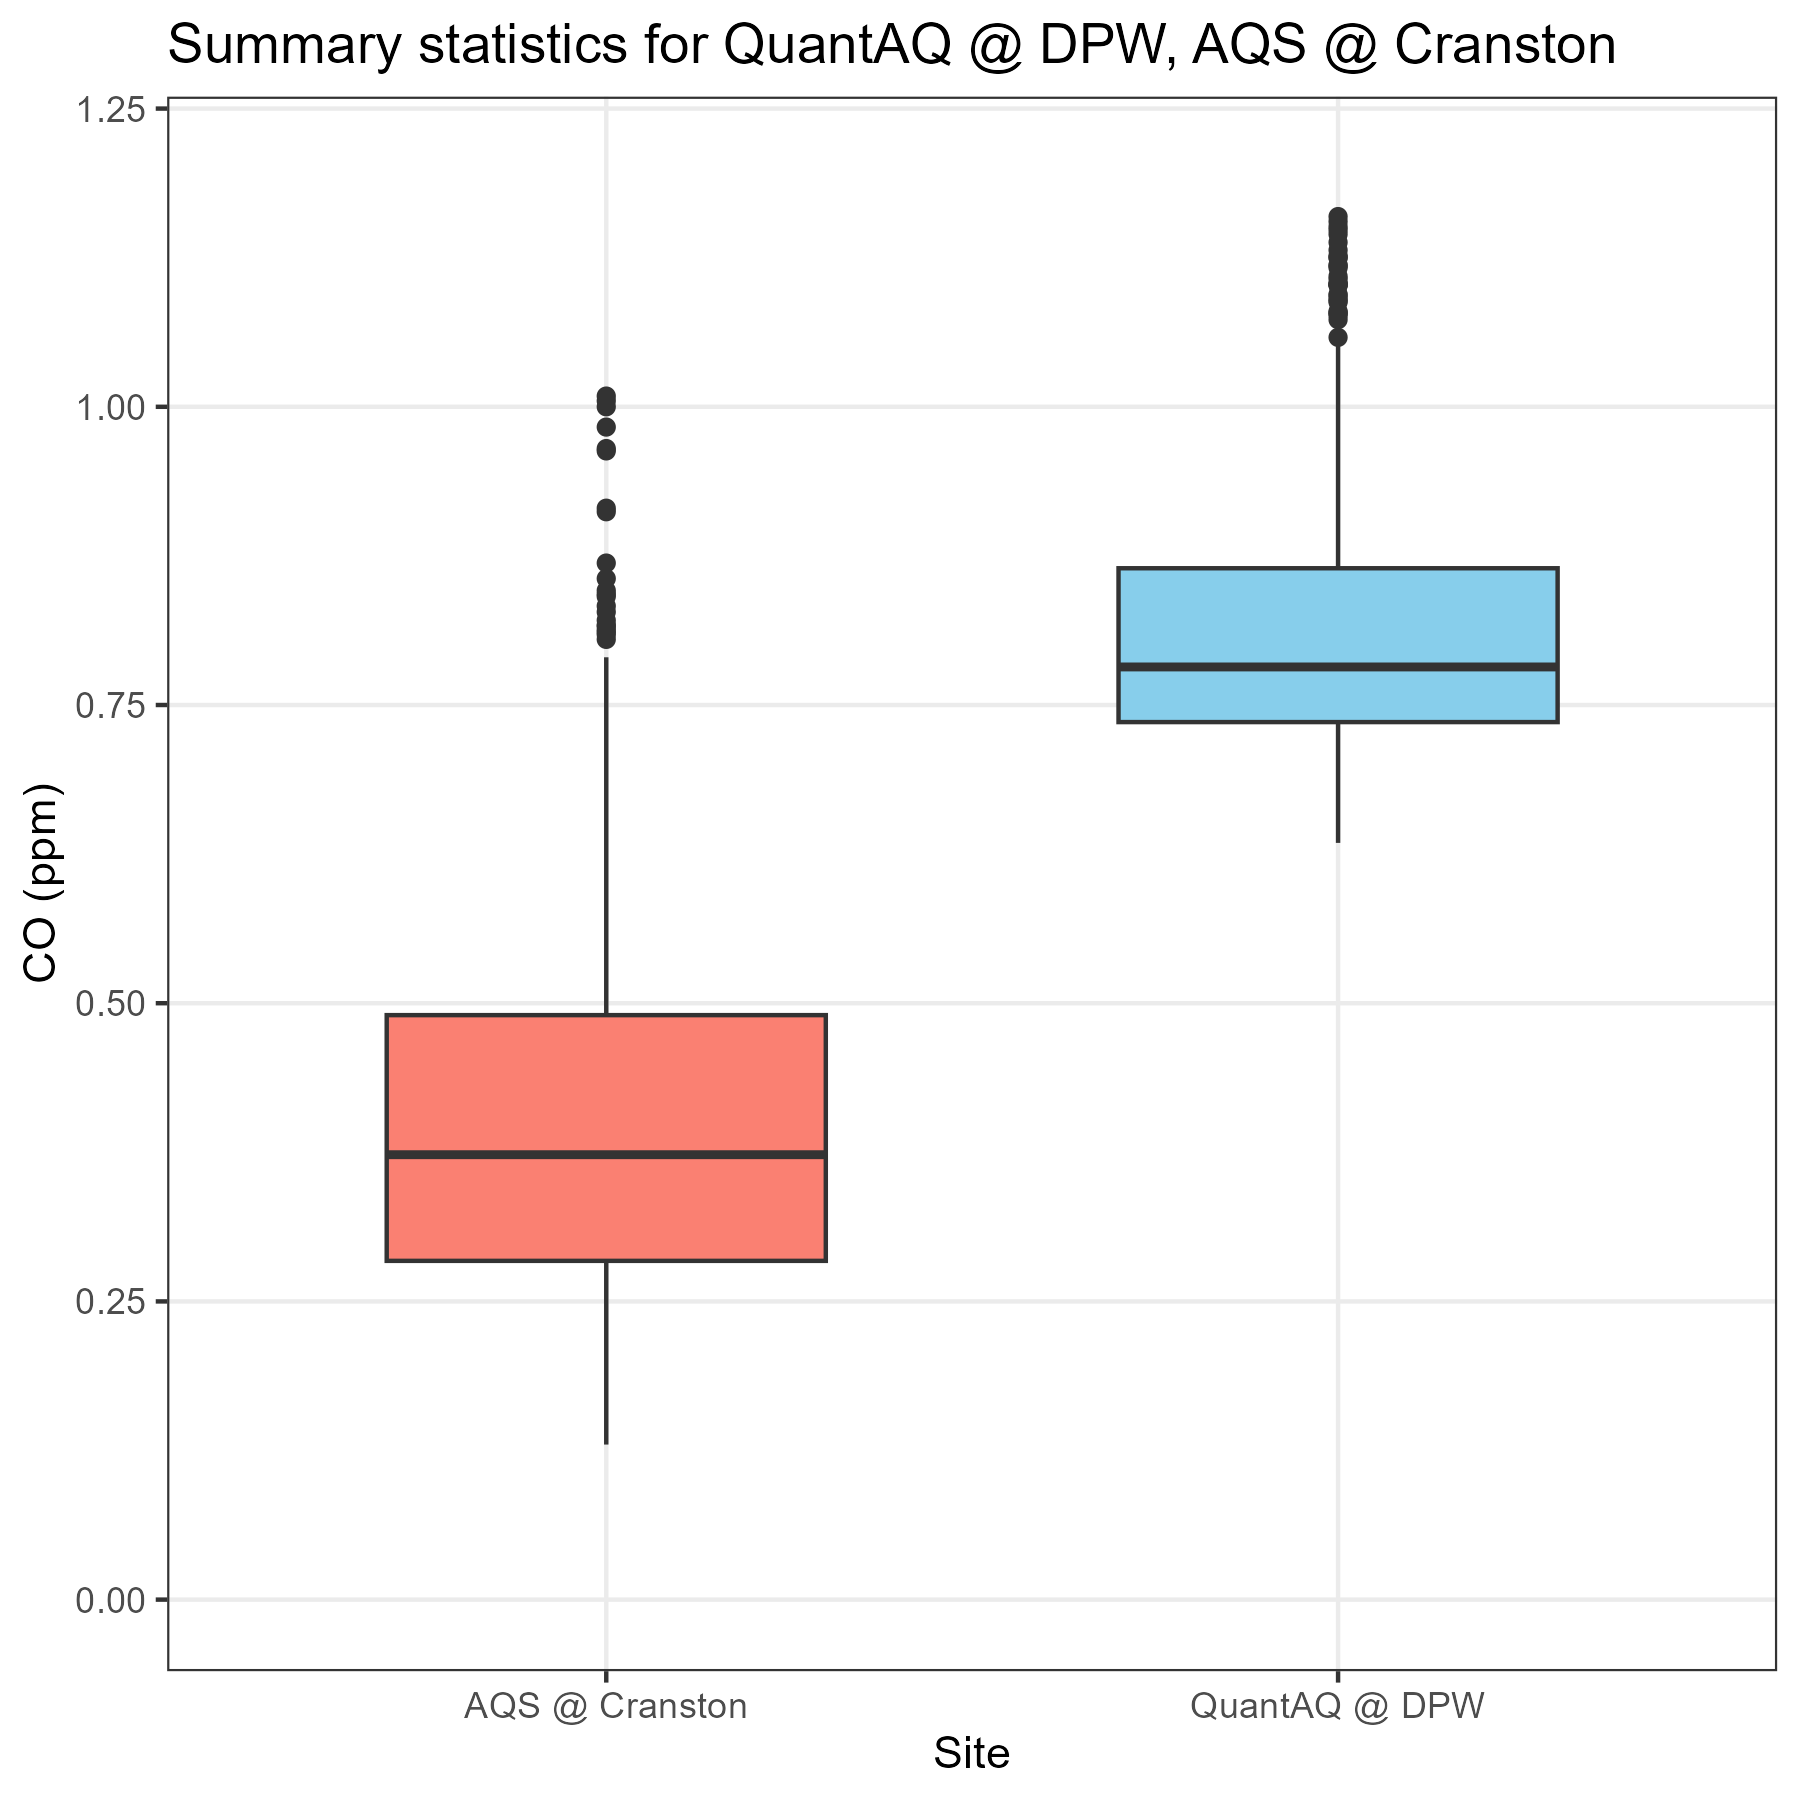 Summary statistics for QuantAQ @ DPW, AQS @ Cranston
1.25
1.00
0.75
0.50
0.25
0.00
CO (ppm)
AQS @ Cranston
QuantAQ @ DPW
Site